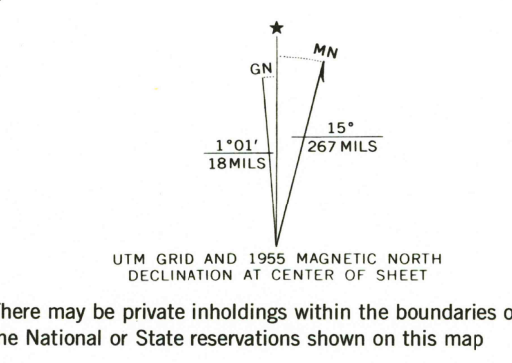 ★
MN
GN
1°01'
18 MILS
15°
267 MILS
UTM GRID AND 1955 MAGNETIC NORTH
DECLINATION AT CENTER OF SHEET
here may be private inholdings within the boundaries o
he National or State reservations shown on this map